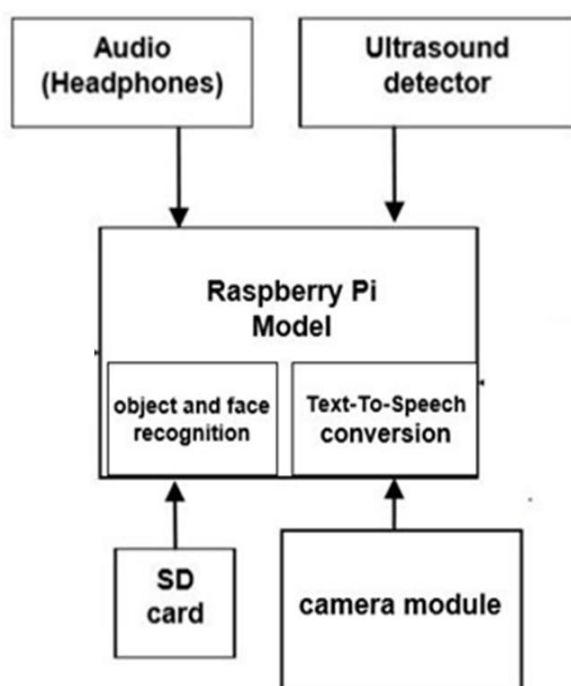 Audio
(Headphones)
Ultrasound
detector
Raspberry Pi
Model
object and face
recognition
Text-To-Speech
conversion
SD
card
camera module